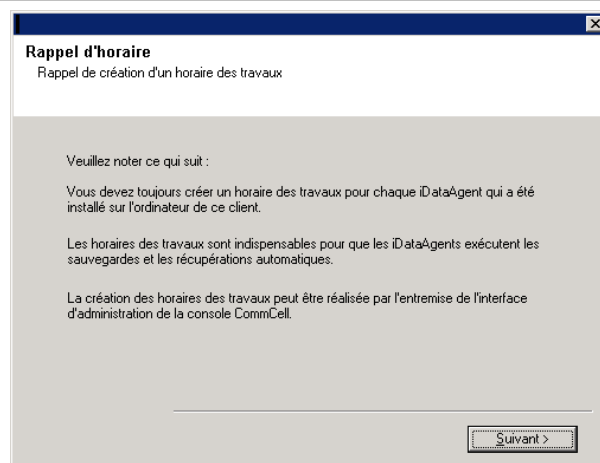 Rappel d'horaire
Rappel de création d'un horaire des travaux
Veuillez noter ce qui suit :
Vous devez toujours créer un horaire des travaux pour chaque iDataAgent qui a été
installé sur l'ordinateur de ce client.
Les horaires des travaux sont indispensables pour que les iDataAgents exécutent les
sauvegardes et les récupérations automatiques.
La création des horaires des travaux peut être réalisée par l'entremise de l'interface
d'administration de la console CommCell.
Suivant >